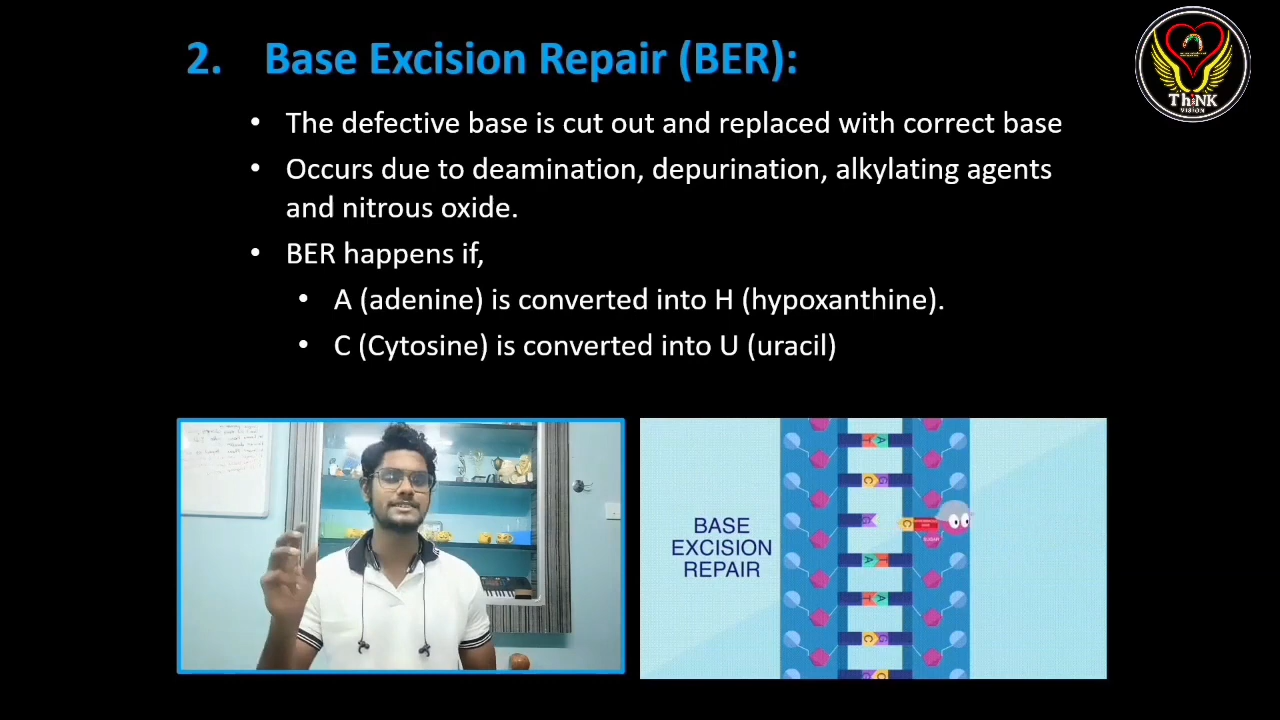 2. Base Excision Repair (BER):
• The defective base is cut out and replaced with correct base
• Occurs due to deamination, depurination, alkylating agents
and nitrous oxide.
• BER happens if,
• A (adenine) is converted into H (hypoxanthine).
• C (Cytosine) is converted into U (uracil)
ThiNK
VISION
BASE
EXCISION
REPAIR
A
C
G
G
C
SUGAR
A
A
C
G